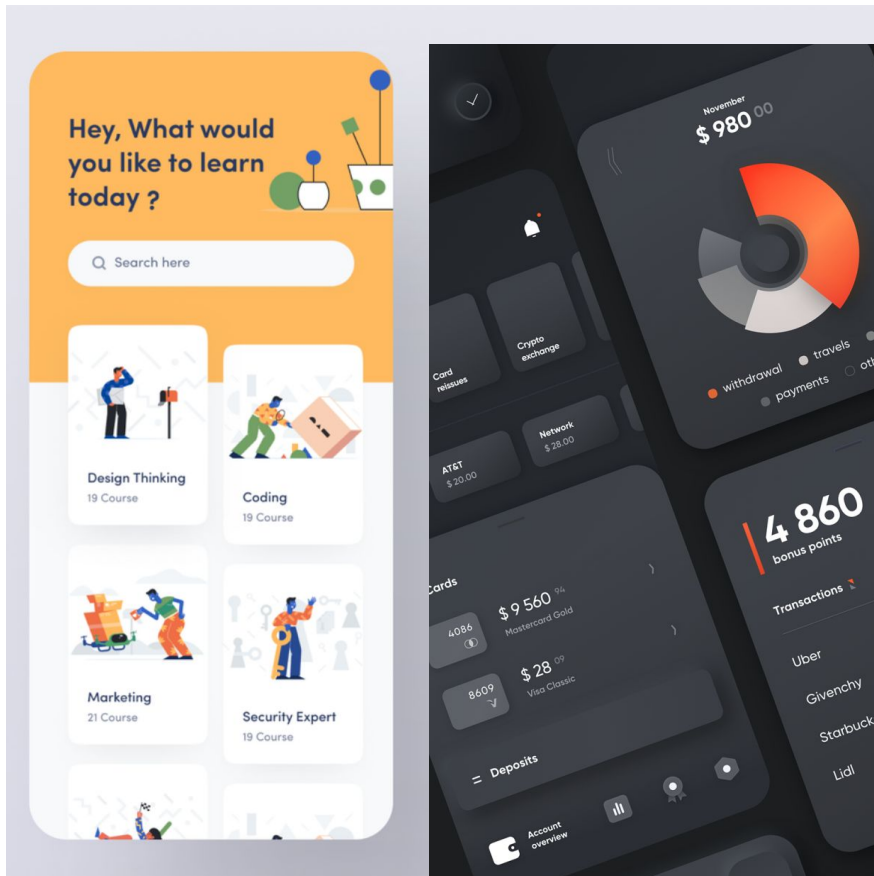 Hey, What would
you like to learn
today ?
Search here
Design Thinking
19 Course
Coding
19 Course
Marketing
21 Course
Security Expert
19 Course
November
$ 980 00
withdrawal
travels
payments
Card
reissues
Crypto
exchange
AT&T
$ 20.00
Network
$ 28.00
Cards
4086
$ 9 560 94
Mastercard Gold
8609
$ 28 09
Visa Classic
Deposits
Account
overview
4 860
bonus points
Transactions
Uber
Givenchy
Starbuck
Lidl